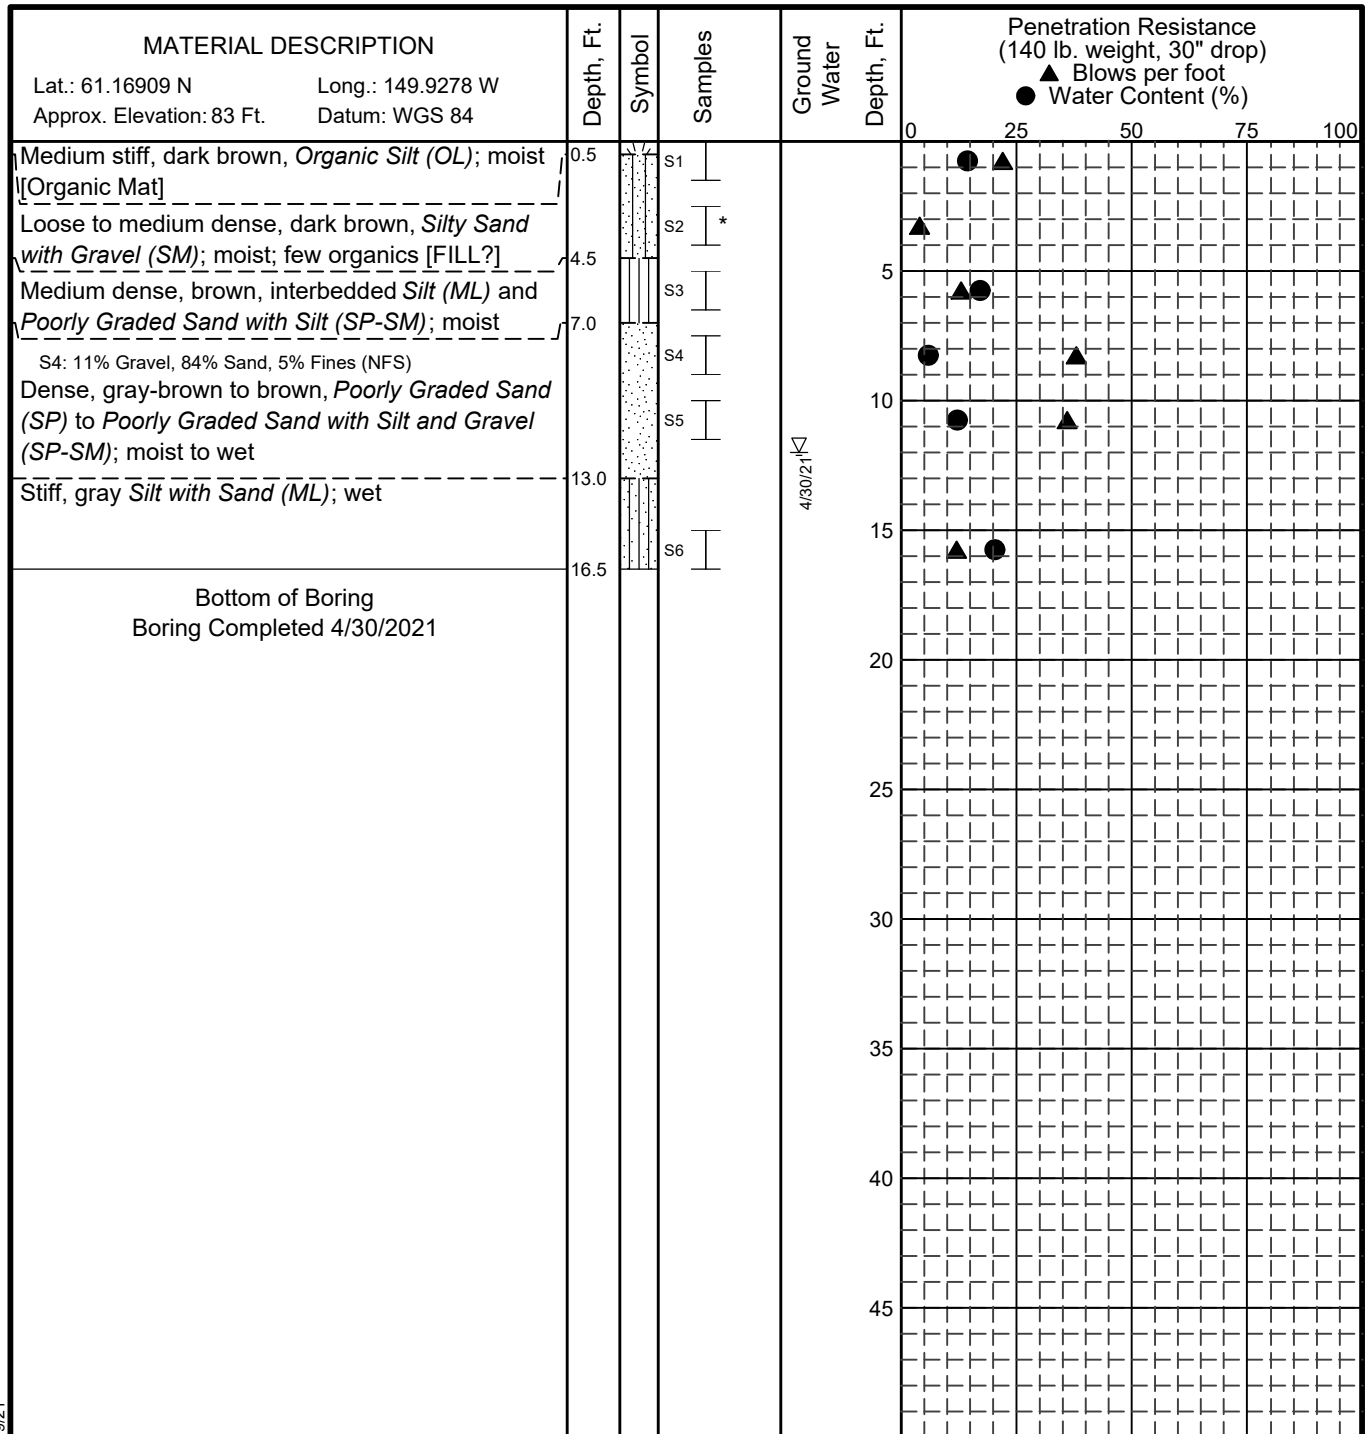 MATERIAL DESCRIPTION
Lat.: 61.16909 N Long.: 149.9278 W
Approx. Elevation: 83 Ft. Datum: WGS 84
Depth, Ft.
Symbol
Samples
Ground
Water
Depth, Ft.
Penetration Resistance
(140 lb. weight, 30" drop)
▲ Blows per foot
● Water Content (%)
0 25 50 75 100
Medium stiff, dark brown, Organic Silt (OL); moist
[Organic Mat]
0.5
Loose to medium dense, dark brown, Silty Sand
with Gravel (SM); moist; few organics [FILL?]
4.5
Medium dense, brown, interbedded Silt (ML) and
Poorly Graded Sand with Silt (SP-SM); moist
7.0
S4: 11% Gravel, 84% Sand, 5% Fines (NFS)
Dense, gray-brown to brown, Poorly Graded Sand
(SP) to Poorly Graded Sand with Silt and Gravel
(SP-SM); moist to wet
13.0
Stiff, gray Silt with Sand (ML); wet
16.5
Bottom of Boring
Boring Completed 4/30/2021
S1
S2 *
S3
S4
S5
S6
4/30/21
5
10
15
20
25
30
35
40
45